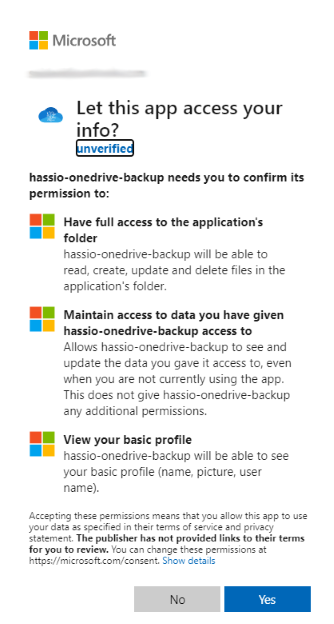 Microsoft
Let this app access your
info?
unverified
hassio-onedrive-backup needs you to confirm its
permission to:
Have full access to the application's
folder
hassio-onedrive-backup will be able to
read, create, update and delete files in the
application's folder.
Maintain access to data you have given
hassio-onedrive-backup access to
Allows hassio-onedrive-backup to see and
update the data you gave it access to, even
when you are not currently using the app.
This does not give hassio-onedrive-backup
any additional permissions.
View your basic profile
hassio-onedrive-backup will be able to see
your basic profile (name, picture, user
name).
Accepting these permissions means that you allow this app to use
your data as specified in their terms of service and privacy
statement. The publisher has not provided links to their terms
for you to review. You can change these permissions at
https://microsoft.com/consent. Show details
No
Yes